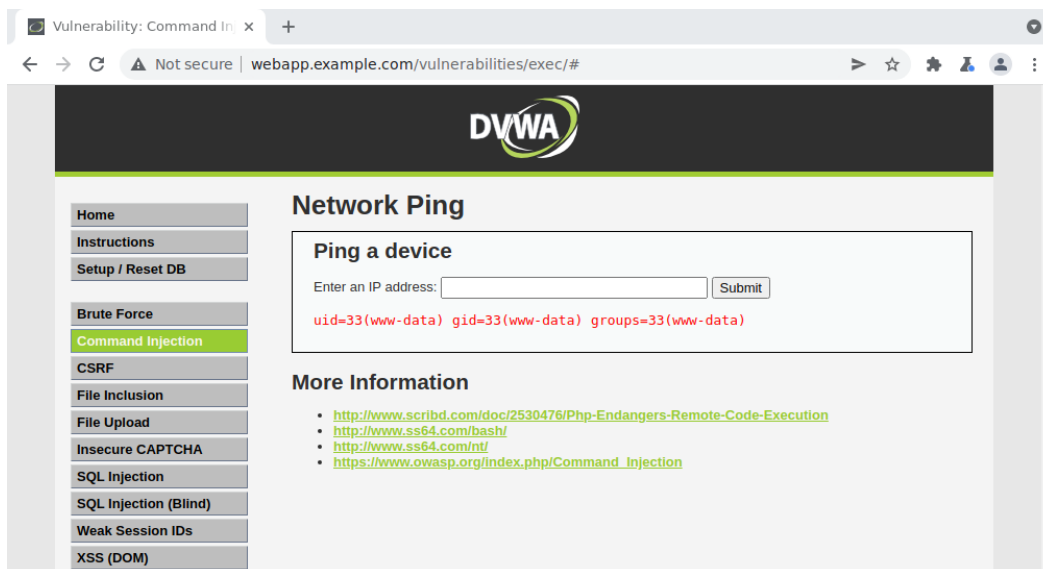 Vulnerability: Command In
Not secure | webapp.example.com/vulnerabilities/exec/#
DVWA
Home
Instructions
Setup / Reset DB
Brute Force
Command Injection
CSRF
File Inclusion
File Upload
Insecure CAPTCHA
SQL Injection
SQL Injection (Blind)
Weak Session IDs
XSS (DOM)
Network Ping
Ping a device
Enter an IP address: Submit
uid=33(www-data) gid=33(www-data) groups=33(www-data)
More Information
http://www.scribd.com/doc/2530476/Php-Endangers-Remote-Code-Execution
http://www.ss64.com/bash/
http://www.ss64.com/nt/
https://www.owasp.org/index.php/Command_Injection